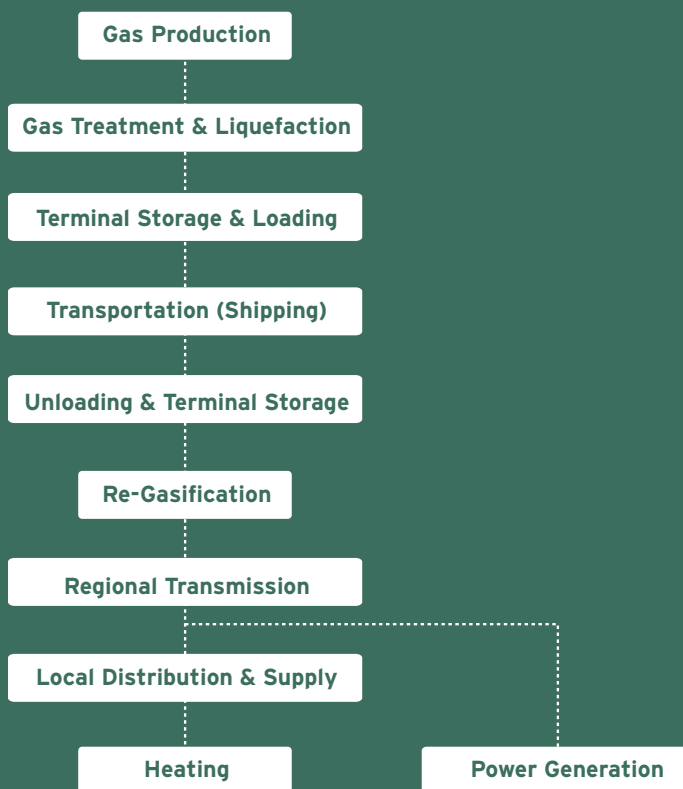 Gas Production
Gas Treatment & Liquefaction
Terminal Storage & Loading
Transportation (Shipping)
Unloading & Terminal Storage
Re-Gasification
Regional Transmission
Local Distribution & Supply
Heating
Power Generation